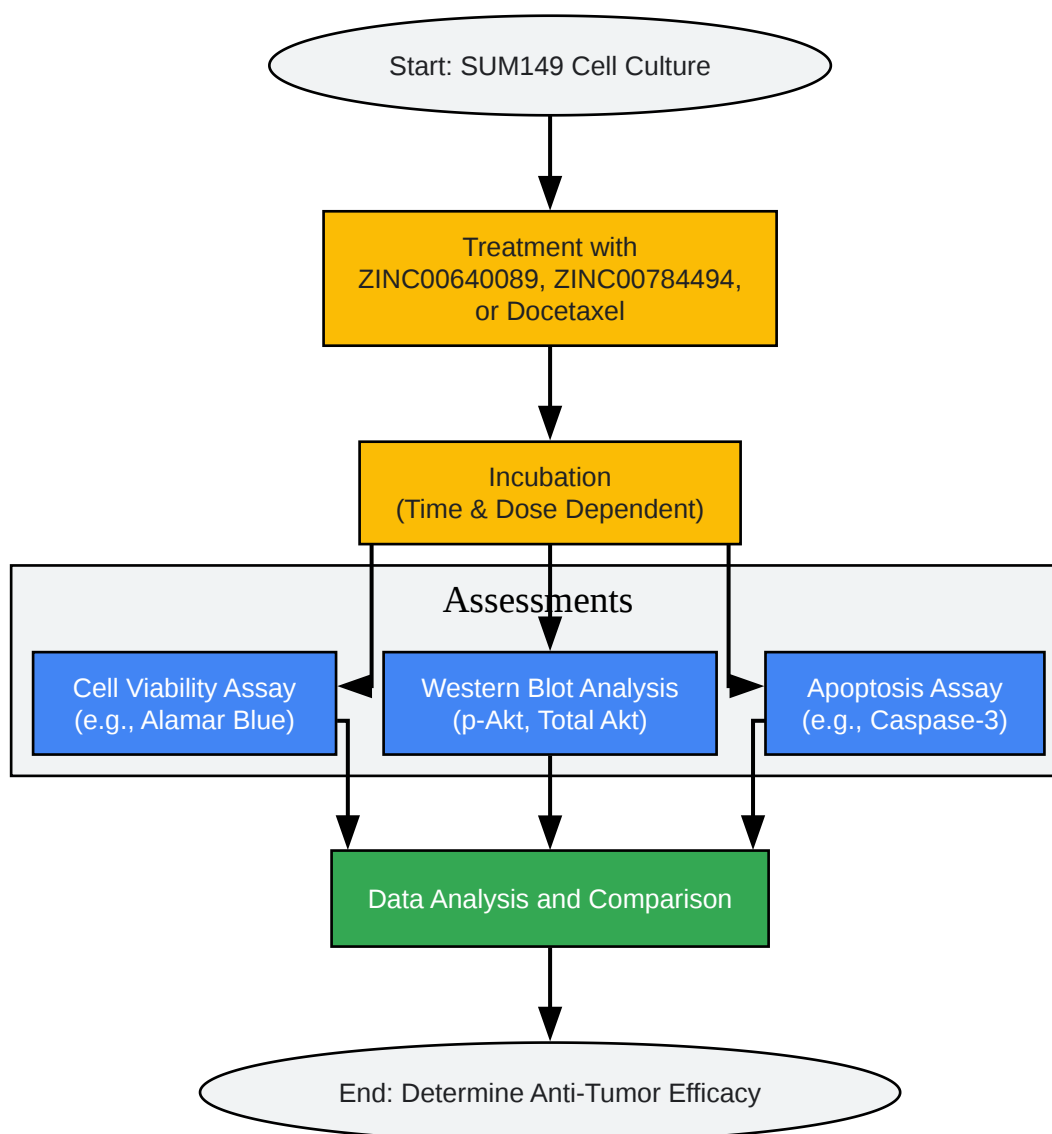 Start: SUM149 Cell Culture
Treatment with
ZINC00640089, ZINC00784494,
or Docetaxel
Incubation
(Time & Dose Dependent)
Assessments
Cell Viability Assay
(e.g., Alamar Blue)
Western Blot Analysis
(p-Akt, Total Akt)
Apoptosis Assay
(e.g., Caspase-3)
Data Analysis and Comparison
End: Determine Anti-Tumor Efficacy